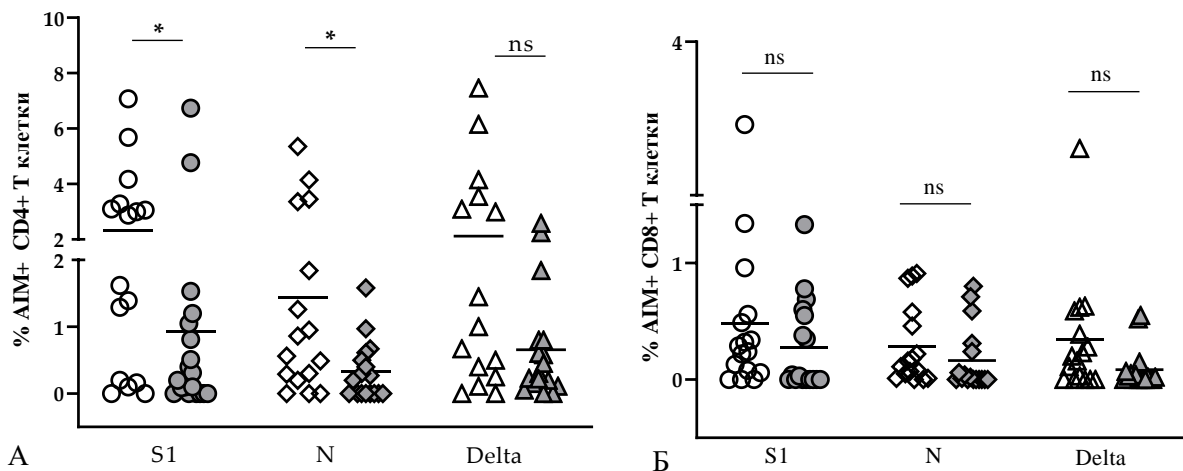 % AIM+ CD4+ T клетки
10
8
6
4
2
2
1
0
*
*
ns
S1
N
Delta
А
% AIM+ CD8+ T клетки
4
1
0
ns
ns
ns
S1
N
Delta
Б